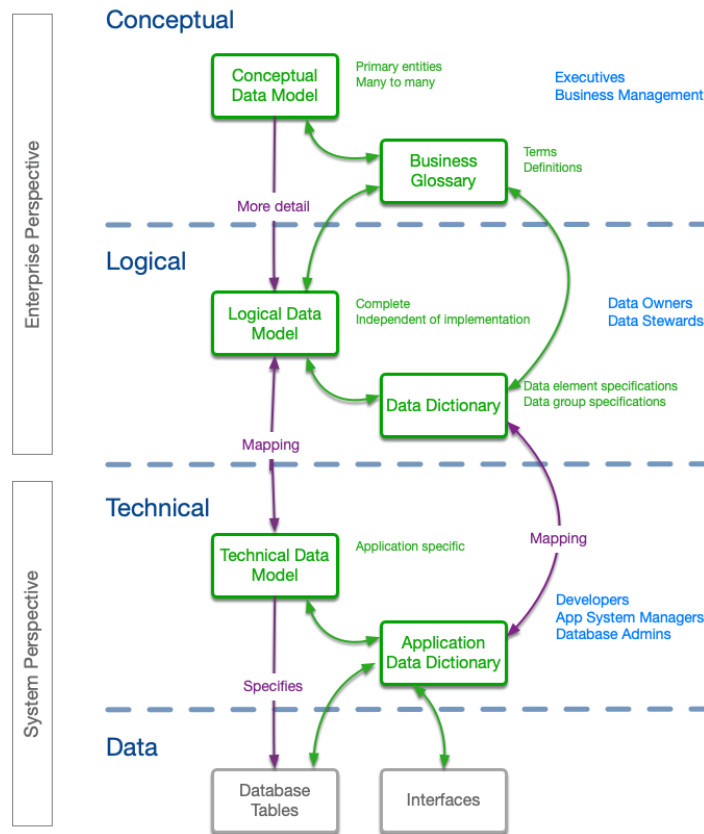 Conceptual
Conceptual
Data Model
Primary entities
Many to many
Executives
Business Management
Business
Glossary
Terms
Definitions
More detail
Enterprise Perspective
Logical
Logical Data
Model
Complete
Independent of implementation
Data Owners
Data Stewards
Data Dictionary
Data element specifications
Data group specifications
Mapping
Technical
Technical Data
Model
Application specific
Mapping
Developers
App System Managers
Database Admins
Application
Data Dictionary
System Perspective
Specifies
Data
Database
Tables
Interfaces